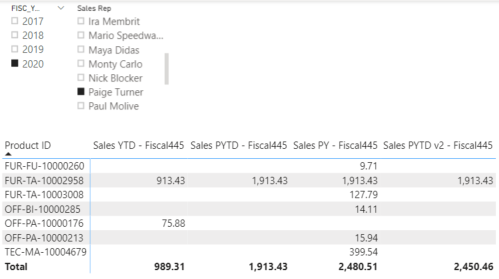 FISC_Y...
2017
2018
2019
2020
Sales Rep
Ira Membrit
Mario Speedwa...
Maya Didas
Monty Carlo
Nick Blocker
Paige Turner
Paul Molive
Product ID Sales YTD - Fiscal445 Sales PYTD - Fiscal445 Sales PY - Fiscal445 Sales PYTD v2 - Fiscal445
FUR-FU-10000260 9.71
FUR-TA-10002958 913.43 1,913.43 1,913.43 1,913.43
FUR-TA-10003008 127.79
OFF-BI-10000285 14.11
OFF-PA-10000176 75.88
OFF-PA-10000213 15.94
TEC-MA-10004679 399.54
Total 989.31 1,913.43 2,480.51 2,450.46